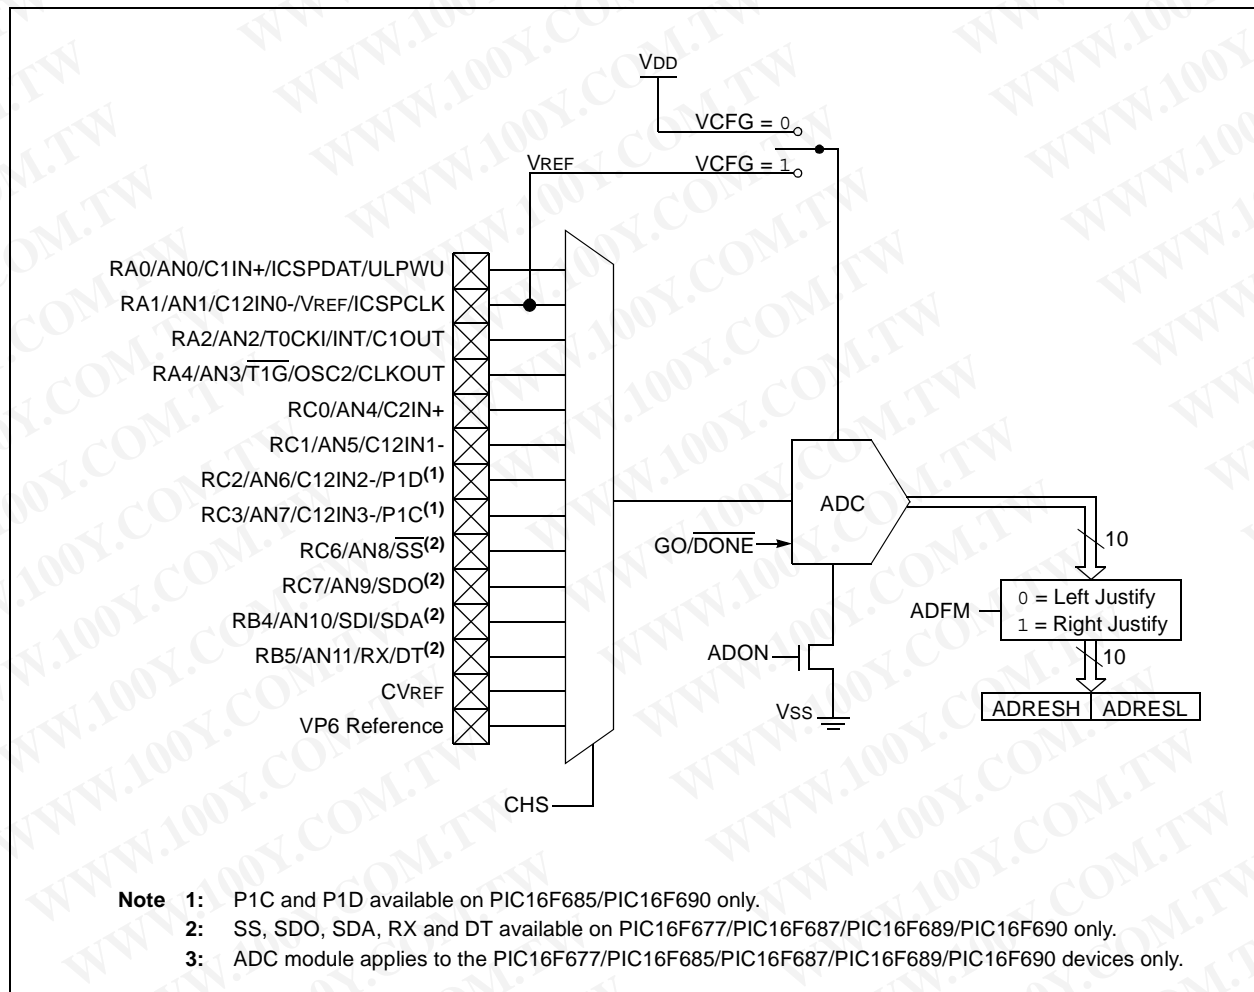 VDD
VCFG = 0
VREF
VCFG = 1
RA0/AN0/C1IN+/ICSPDAT/ULPWU
RA1/AN1/C12IN0-/VREF/ICSPCLK
RA2/AN2/T0CKI/INT/C1OUT
RA4/AN3/T1G/OSC2/CLKOUT
RC0/AN4/C2IN+
RC1/AN5/C12IN1-
RC2/AN6/C12IN2-/P1D(1)
RC3/AN7/C12IN3-/P1C(1)
RC6/AN8/SS(2)
RC7/AN9/SDO(2)
RB4/AN10/SDI/SDA(2)
RB5/AN11/RX/DT(2)
CVREF
VP6 Reference
CHS
ADC
GO/DONE
ADON
VSS
10
ADFM
0 = Left Justify
1 = Right Justify
10
ADRESH ADRESL
Note 1: P1C and P1D available on PIC16F685/PIC16F690 only.
2: SS, SDO, SDA, RX and DT available on PIC16F677/PIC16F687/PIC16F689/PIC16F690 only.
3: ADC module applies to the PIC16F677/PIC16F685/PIC16F687/PIC16F689/PIC16F690 devices only.
WWW.100Y.COM.TW